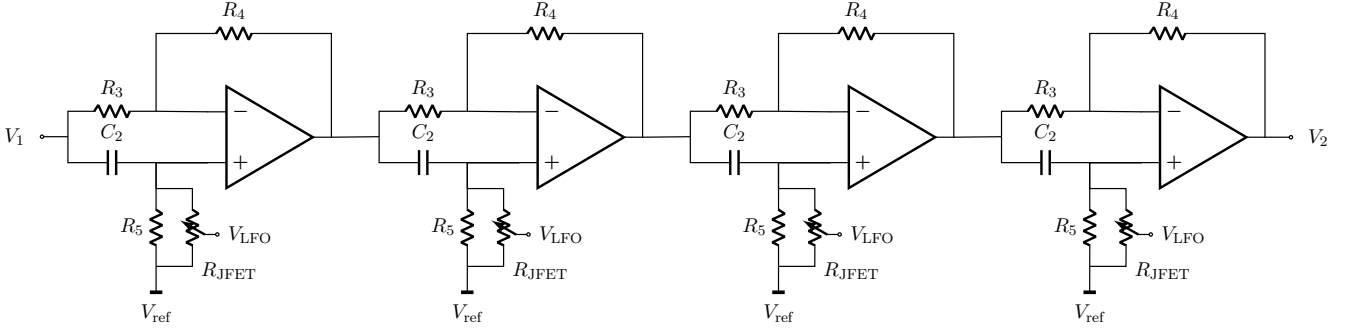 R4 R4 R4 R4
R3 R3 R3 R3
− − − −
V1 C2 C2 C2 C2 V2
+ + + +
R5 VLFO R5 VLFO R5 VLFO R5 VLFO
RJFET RJFET RJFET RJFET
Vref Vref Vref Vref